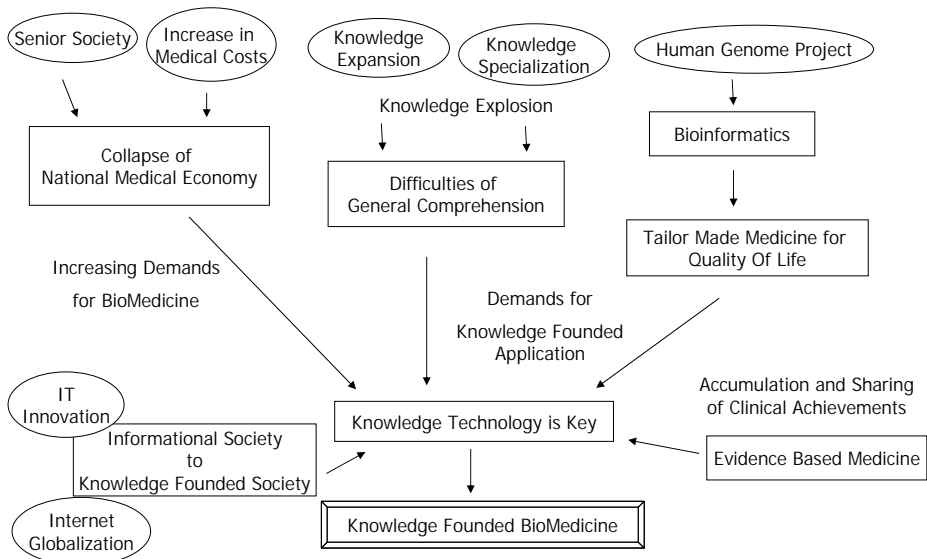 Senior Society
Increase in
Medical Costs
Knowledge
Expansion
Knowledge
Specialization
Human Genome Project
Knowledge Explosion
Bioinformatics
Collapse of
National Medical Economy
Difficulties of
General Comprehension
Tailor Made Medicine for
Quality Of Life
Increasing Demands
for BioMedicine
Demands for
Knowledge Founded
Application
IT
Innovation
Informational Society
to
Knowledge Founded Society
Internet
Globalization
Knowledge Technology is Key
Accumulation and Sharing
of Clinical Achievements
Evidence Based Medicine
Knowledge Founded BioMedicine